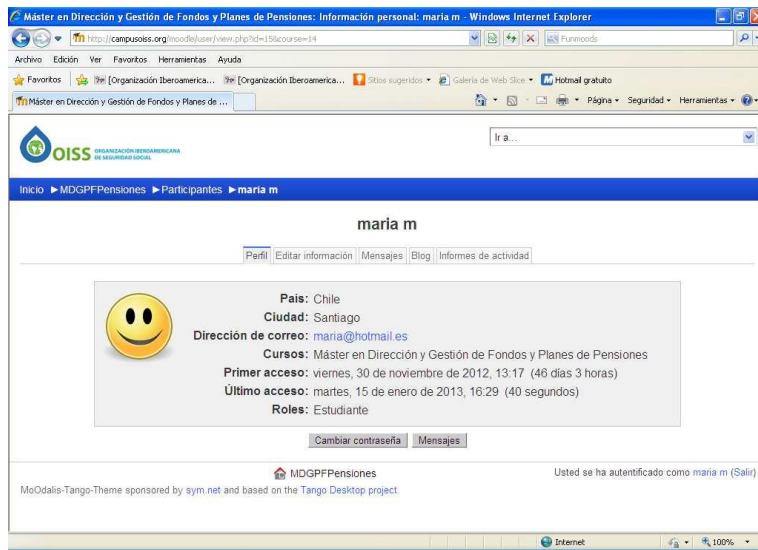 Máster en Dirección y Gestión de Fondos y Planes de Pensiones: Información personal: maria m - Windows Internet Explorer
http://campusoiss.org/moodle/user/view.php?id=158&course=14
Funmoods
Archivo Edición Ver Favoritos Herramientas Ayuda
Favoritos [Organización Iberoamerica... [Organización Iberoamerica... Sitios sugeridos Galería de Web Slice Hotmail gratuito
Máster en Dirección y Gestión de Fondos y Planes de ... Página Seguridad Herramientas
OISS ORGANIZACIÓN IBEROAMERICANA
DE SEGURIDAD SOCIAL
Ir a...
Inicio ► MDGPFPensiones ► Participantes ► maria m
maria m
Perfil Editar información Mensajes Blog Informes de actividad
País: Chile
Ciudad: Santiago
Dirección de correo: maria@hotmail.es
Cursos: Máster en Dirección y Gestión de Fondos y Planes de Pensiones
Primer acceso: viernes, 30 de noviembre de 2012, 13:17 (46 días 3 horas)
Último acceso: martes, 15 de enero de 2013, 16:29 (40 segundos)
Roles: Estudiante
Cambiar contraseña Mensajes
MDGPFPensiones
Usted se ha autentificado como maria m (Salir)
MoOdalis-Tango-Theme sponsored by sym.net and based on the Tango Desktop project.
Internet 100%